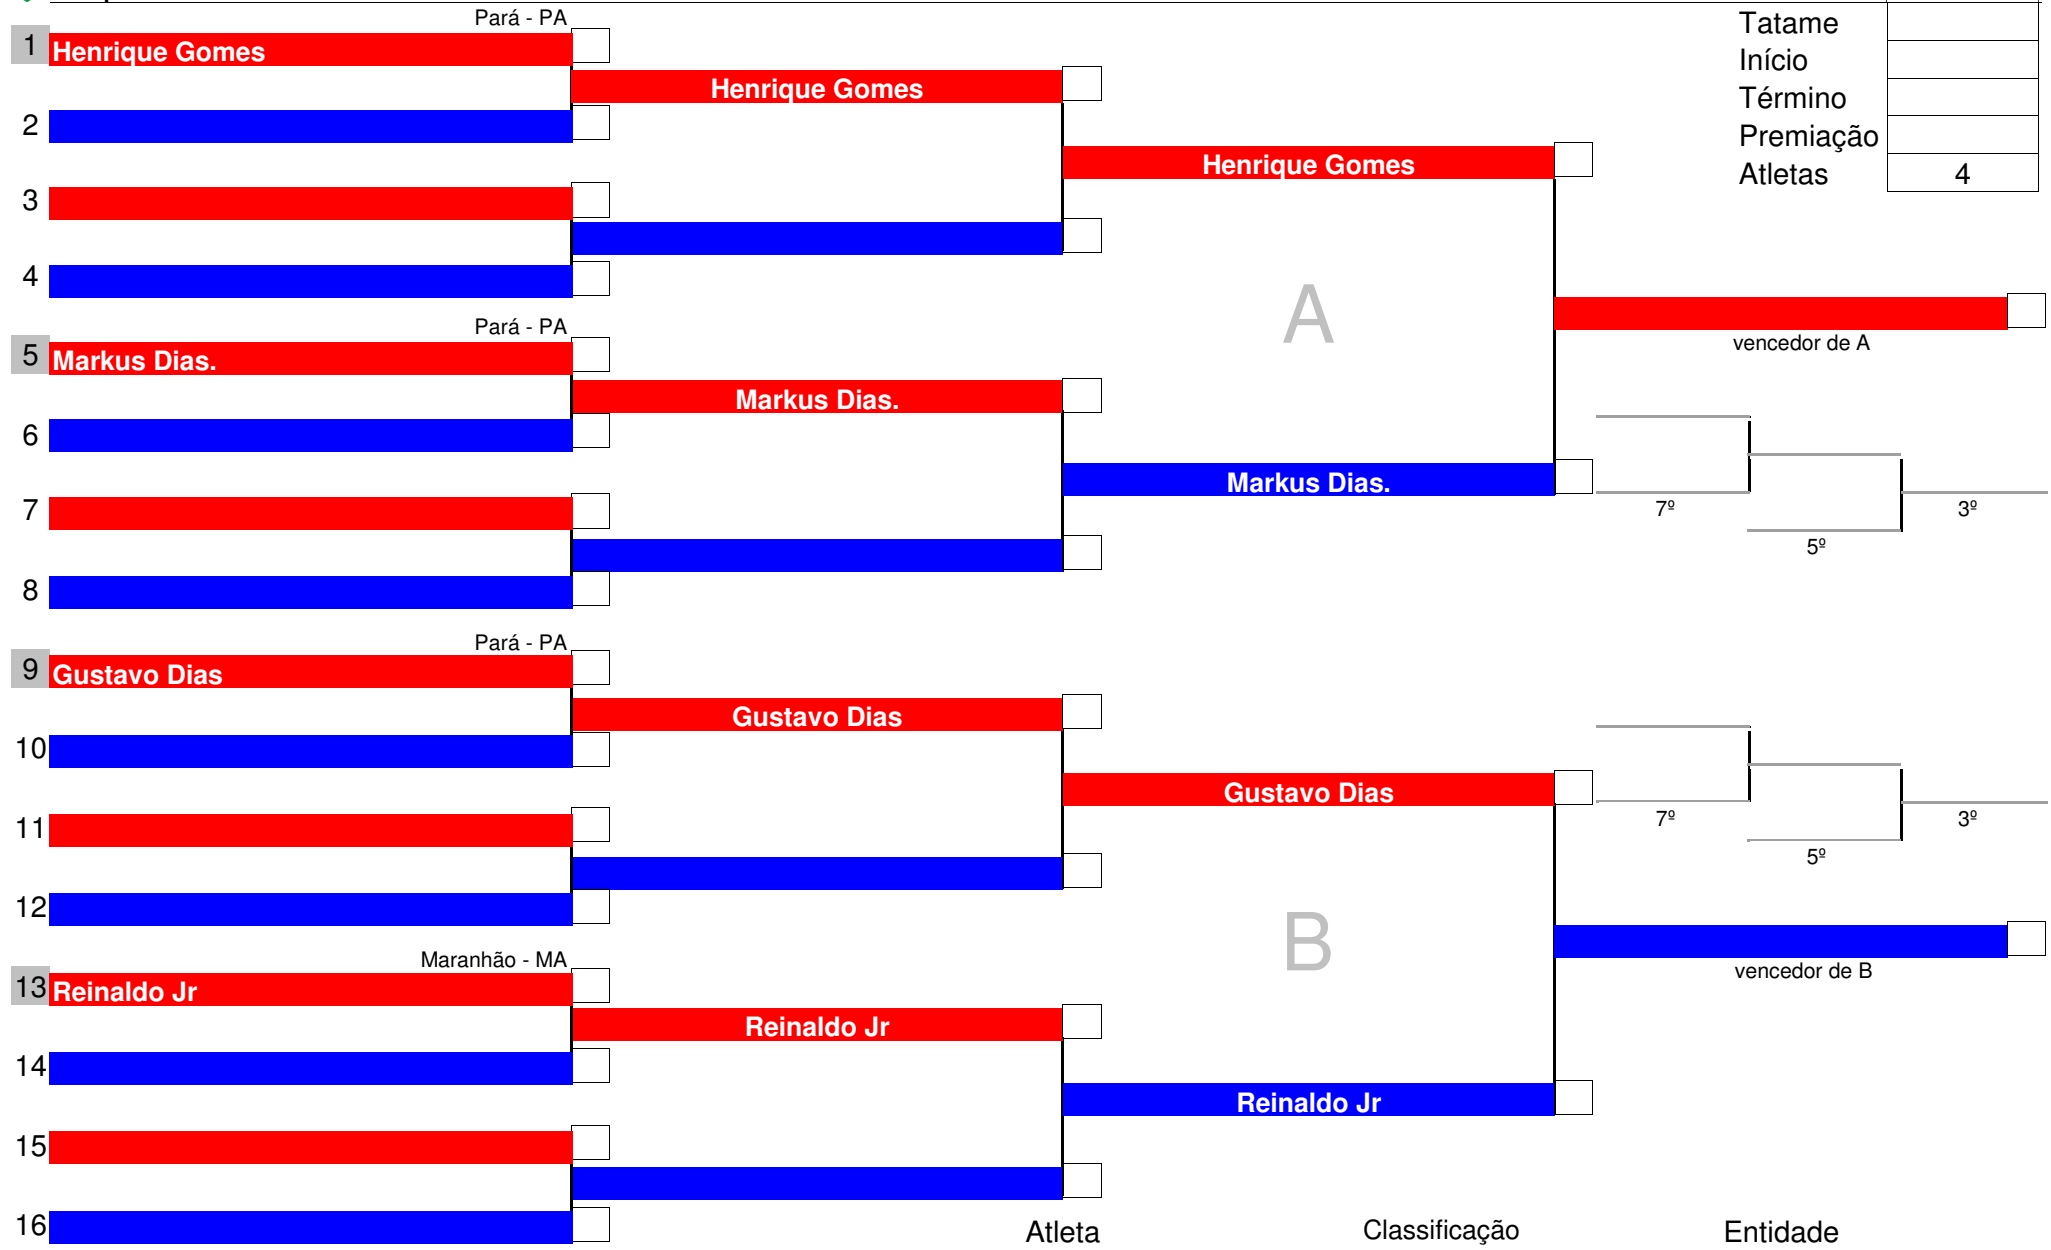 Pará - PA
Tatame
1 Henrique Gomes
Início
Henrique Gomes
Término
2
Premiação
Henrique Gomes
Atletas 4
3
4
A
Pará - PA
vencedor de A
5 Markus Dias.
Markus Dias.
6
Markus Dias.
7
7º 3º
5º
8
Pará - PA
9 Gustavo Dias
Gustavo Dias
10
Gustavo Dias
11
7º 3º
5º
12
B
Maranhão - MA
vencedor de B
13 Reinaldo Jr
Reinaldo Jr
14
Reinaldo Jr
15
16
Atleta Classificação Entidade